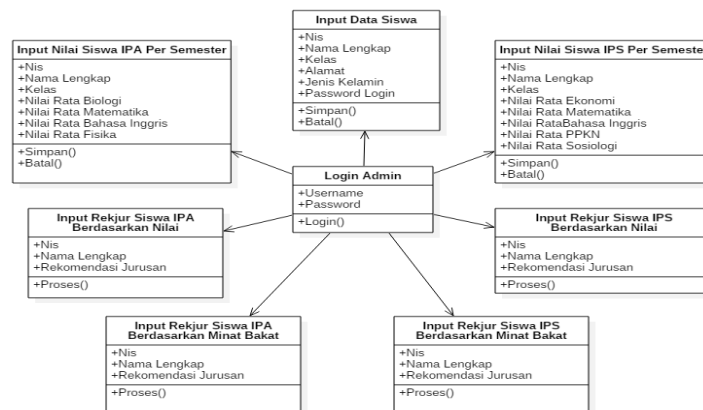 Input Data Siswa
+Nis
+Nama Lengkap
+Kelas
+Alamat
+Jenis Kelamin
+Password Login
+Simpan()
+Batal()
Input Nilai Siswa IPA Per Semester
+Nis
+Nama Lengkap
+Kelas
+Nilai Rata Biologi
+Nilai Rata Matematika
+Nilai Rata Bahasa Inggris
+Nilai Rata Fisika
+Simpan()
+Batal()
Input Nilai Siswa IPS Per Semester
+Nis
+Nama Lengkap
+Kelas
+Nilai Rata Ekonomi
+Nilai Rata Matematika
+Nilai RataBahasa Inggris
+Nilai Rata PPKN
+Nilai Rata Sosiologi
+Simpan()
+Batal()
Login Admin
+Username
+Password
+Login()
Input Rekjur Siswa IPA
Berdasarkan Nilai
+Nis
+Nama Lengkap
+Rekomendasi Jurusan
+Proses()
Input Rekjur Siswa IPS
Berdasarkan Nilai
+Nis
+Nama Lengkap
+Rekomendasi Jurusan
+Proses()
Input Rekjur Siswa IPA
Berdasarkan Minat Bakat
+Nis
+Nama Lengkap
+Rekomendasi Jurusan
+Proses()
Input Rekjur Siswa IPS
Berdasarkan Minat Bakat
+Nis
+Nama Lengkap
+Rekomendasi Jurusan
+Proses()